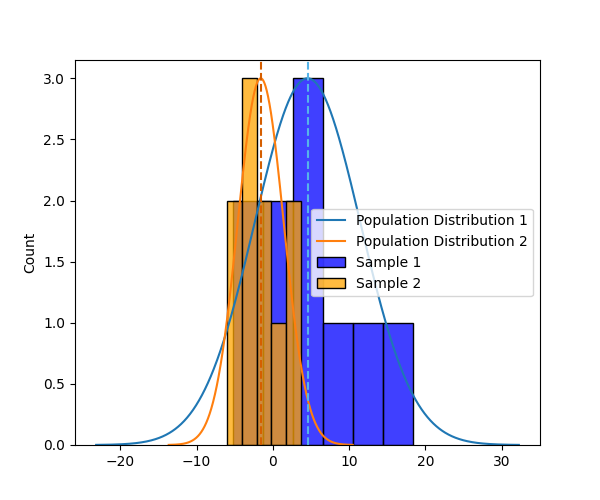 3.0
2.5
2.0
1.5
1.0
0.5
0.0
Count
Population Distribution 1
Population Distribution 2
Sample 1
Sample 2
−20 −10 0 10 20 30